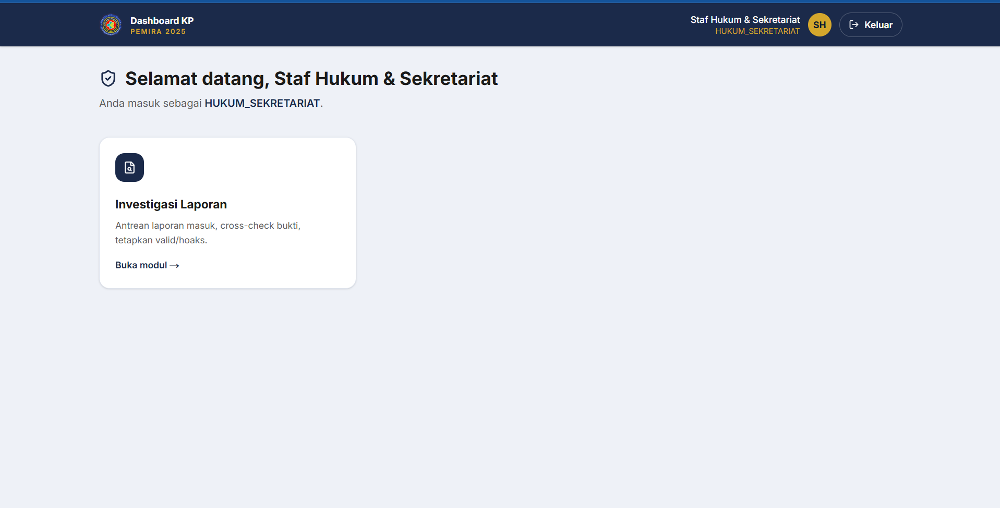 Dashboard KP
PEMIRA 2025
Staf Hukum & Sekretariat
HUKUM_SEKRETARIAT
SH
Keluar
Selamat datang, Staf Hukum & Sekretariat
Anda masuk sebagai HUKUM_SEKRETARIAT.
Investigasi Laporan
Antrean laporan masuk, cross-check bukti,
tetapkan valid/hoaks.
Buka modul →